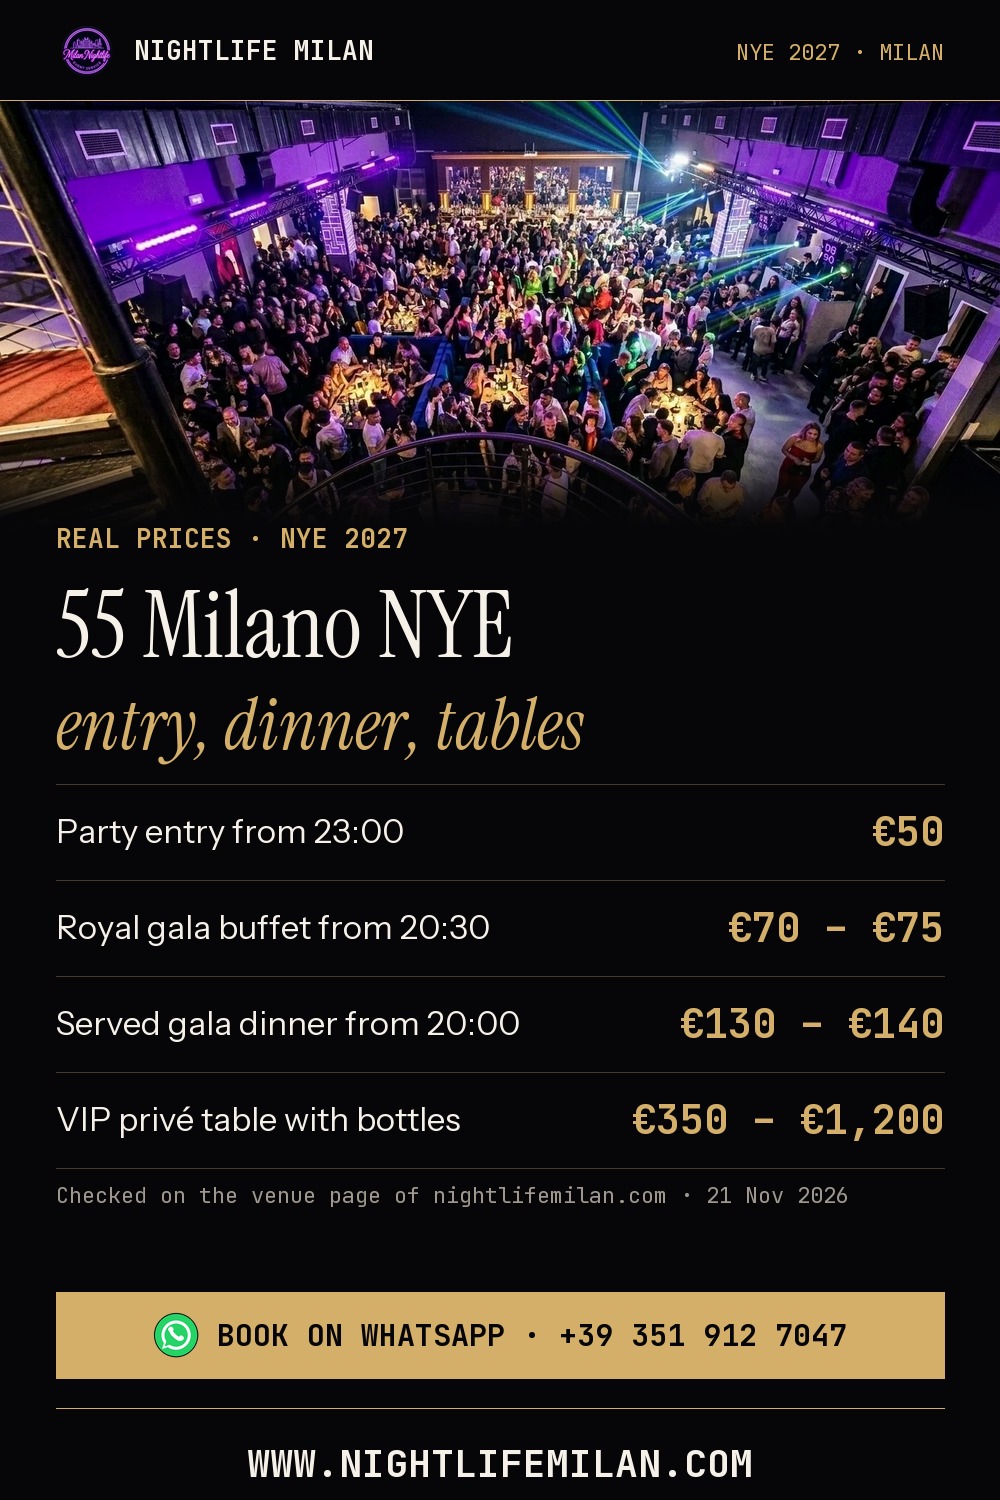 Milan Nightlife
NIGHTLIFE MILAN
NYE 2027 · MILAN
REAL PRICES · NYE 2027
55 Milano NYE
entry, dinner, tables
Party entry from 23:00 €50
Royal gala buffet from 20:30 €70 – €75
Served gala dinner from 20:00 €130 – €140
VIP privé table with bottles €350 – €1,200
Checked on the venue page of nightlifemilan.com · 21 Nov 2026
BOOK ON WHATSAPP · +39 351 912 7047
WWW.NIGHTLIFEMILAN.COM